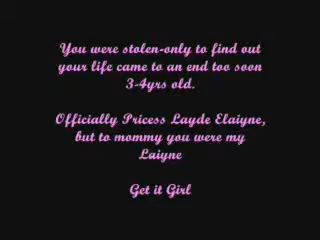 You were stolen-only to find out
your life came to an end too soon
3-4yrs old.
Officially Pricess Layde Elaiyne,
but to mommy you were my
Laiyne
Get it Girl